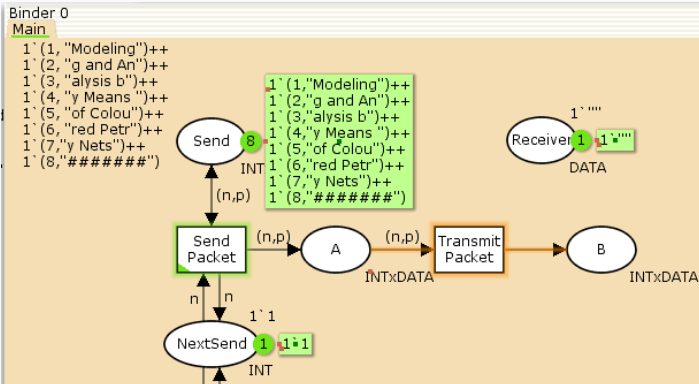 Binder 0
Main
1`(1, "Modeling")++
1`(2, "g and An")++
1`(3, "alysis b")++
1`(4, "y Means ")++
1`(5, "of Colou")++
1`(6, "red Petr")++
1`(7,"y Nets")++
1`(8,"#######")
1`(1,"Modeling")++
1`(2,"g and An")++
1`(3,"alysis b")++
1`(4,"y Means ")++
1`(5,"of Colou")++
1`(6,"red Petr")++
1`(7,"y Nets")++
1`(8,"#######")
Send
8
INT
1`""
Receiver
1
1`""
DATA
(n,p)
Send
Packet
(n,p)
A
(n,p)
Transmit
Packet
B
INTxDATA
INTxDATA
n
n
1`1
NextSend
1
1`1
INT